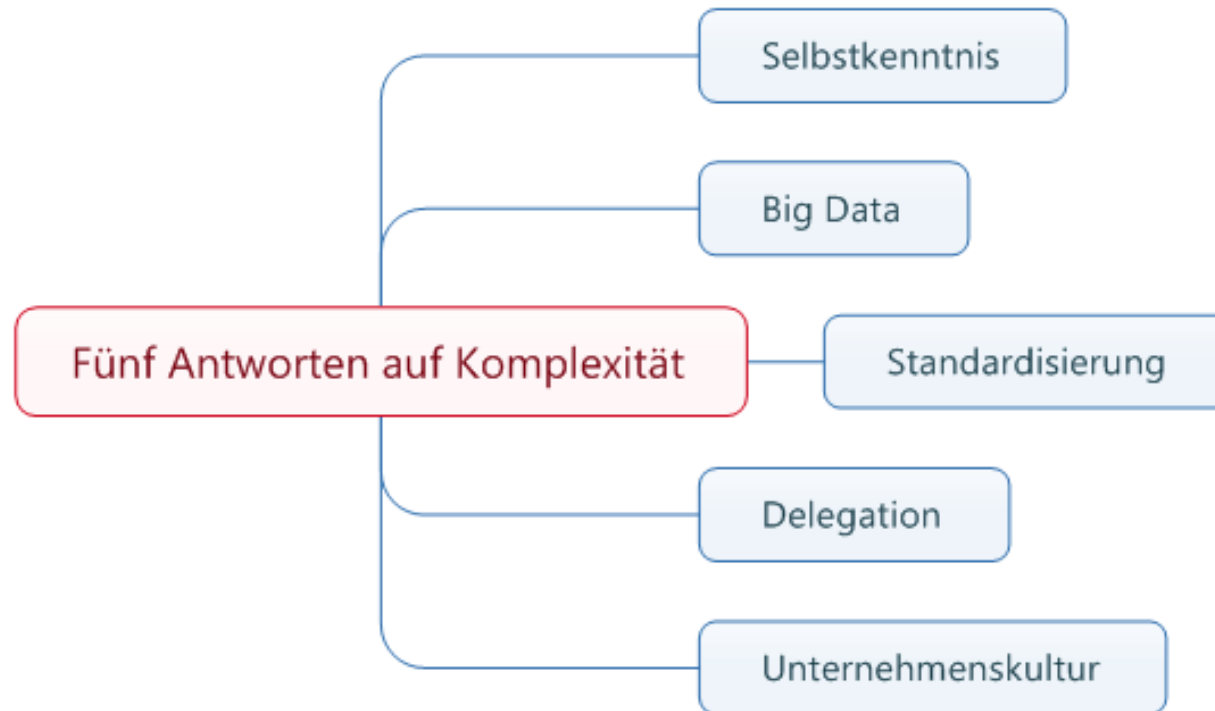 Selbstkenntnis
Big Data
Fünf Antworten auf Komplexität
Standardisierung
Delegation
Unternehmenskultur